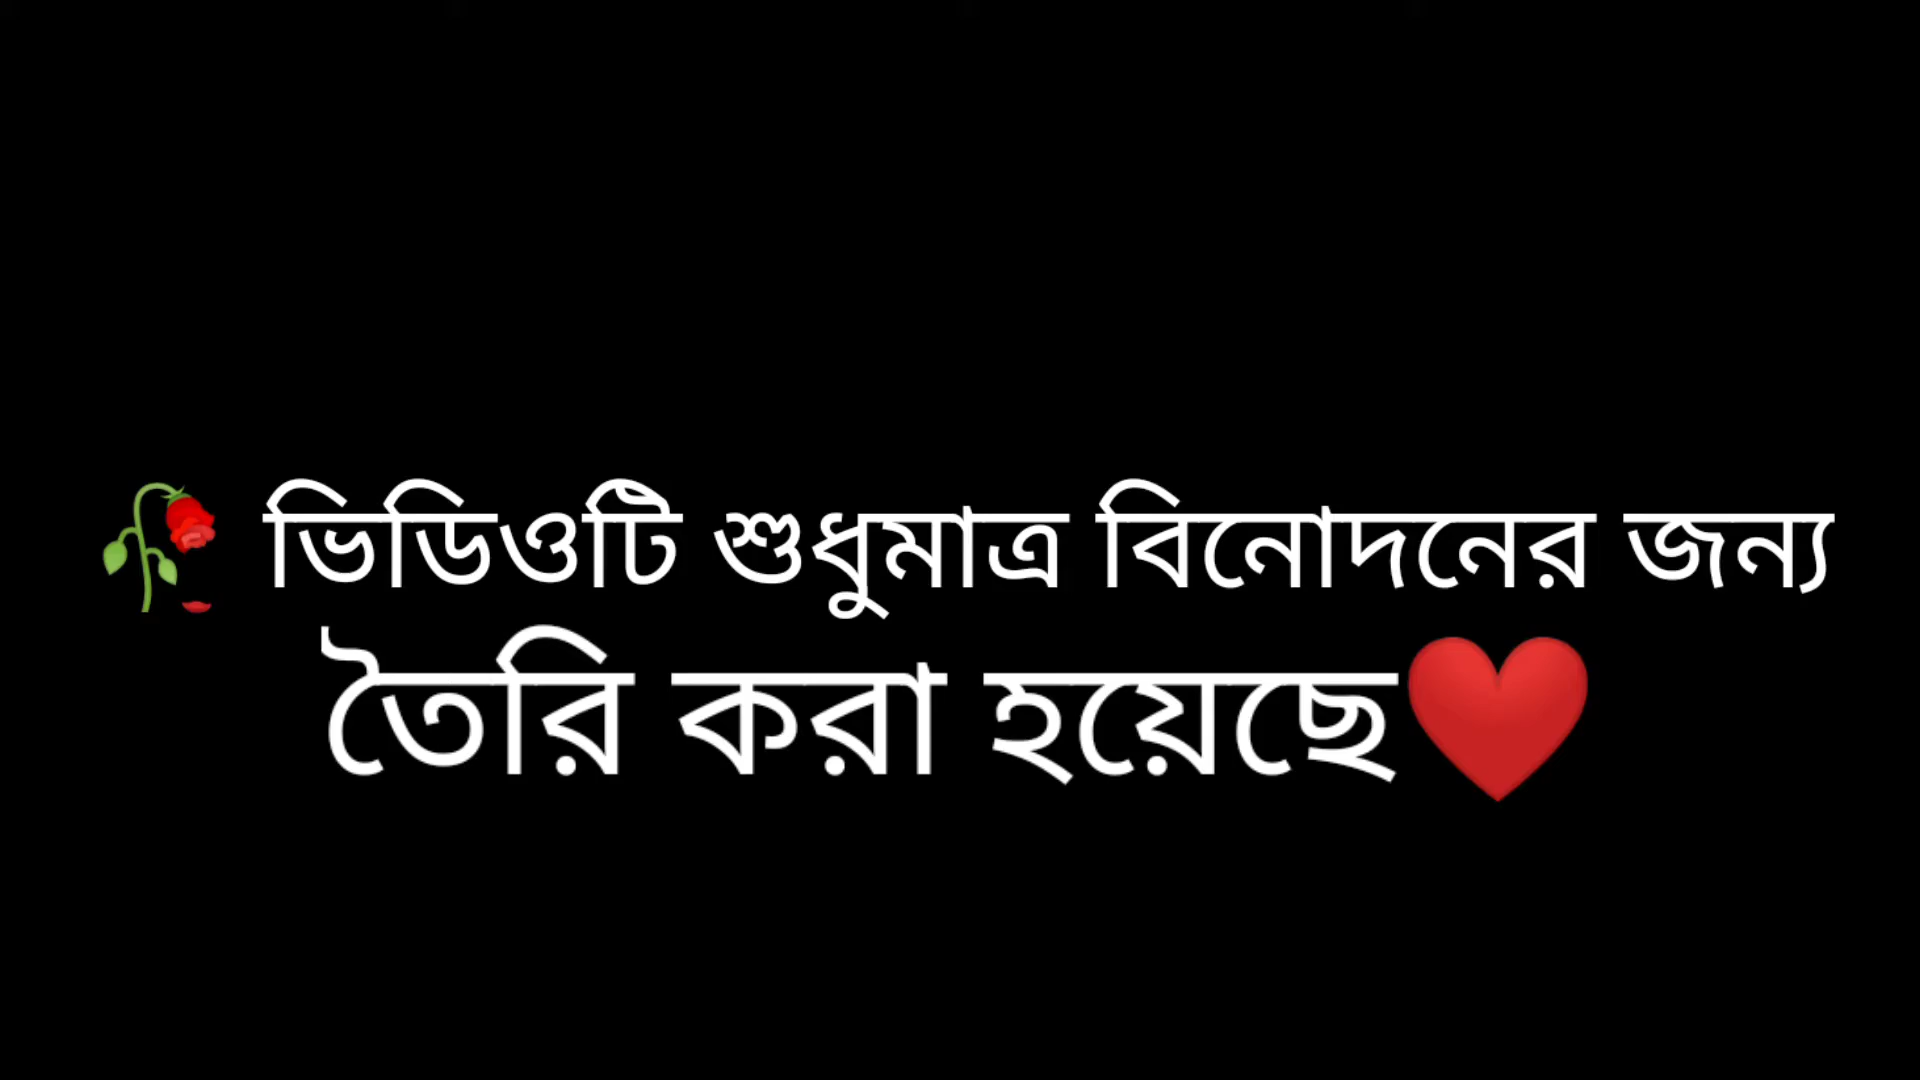 🥀 ভিডিওটি শুধুমাত্র বিনোদনের জন্য
তৈরি করা হয়েছে❤️